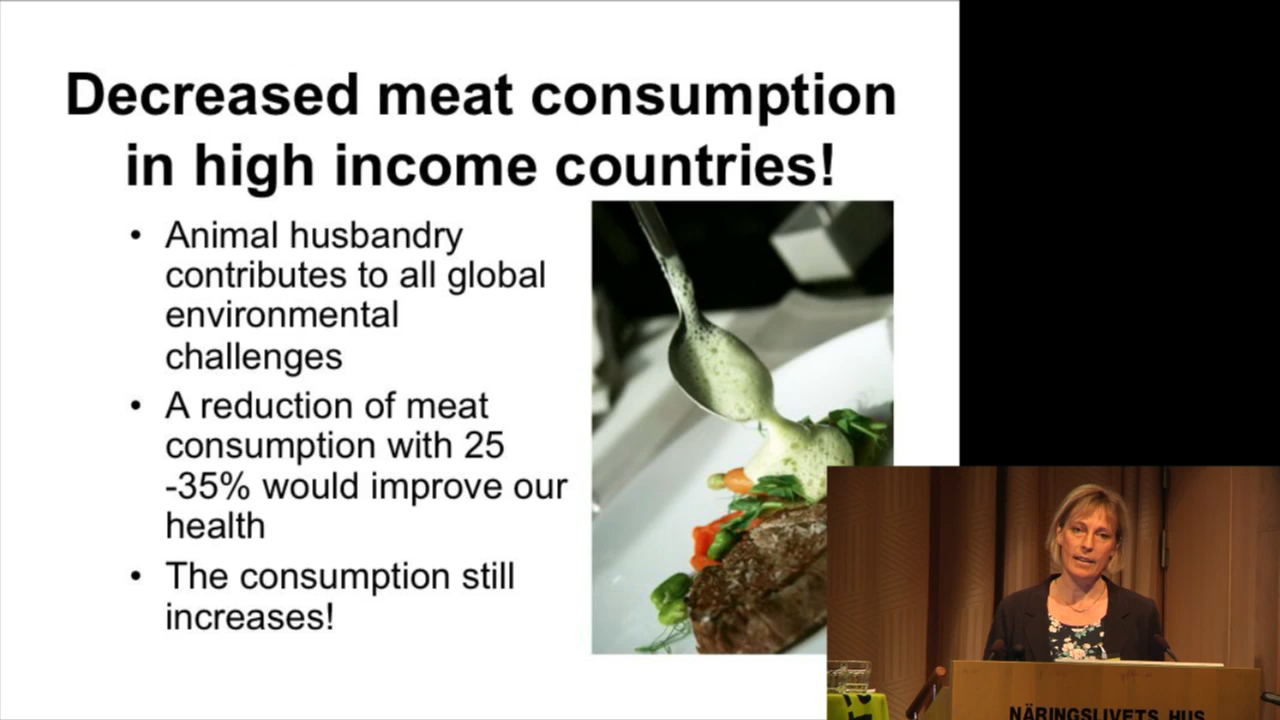 Decreased meat consumption
in high income countries!
• Animal husbandry
contributes to all global
environmental
challenges
• A reduction of meat
consumption with 25
-35% would improve our
health
• The consumption still
increases!
NÄRINGSLIVETS HUS